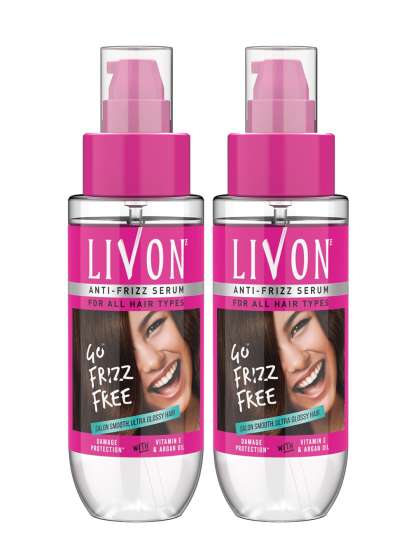 LIVON
ANTI-FRIZZ SERUM
FOR ALL HAIR TYPES
GO
FRIZZ
FREE
SALON SMOOTH, ULTRA GLOSSY HAIR
DAMAGE
PROTECTION*
WITH
VITAMIN E
& ARGAN OIL
LIVON
ANTI-FRIZZ SERUM
FOR ALL HAIR TYPES
GO
FRIZZ
FREE
SALON SMOOTH, ULTRA GLOSSY HAIR
DAMAGE
PROTECTION*
WITH
VITAMIN E
& ARGAN OIL